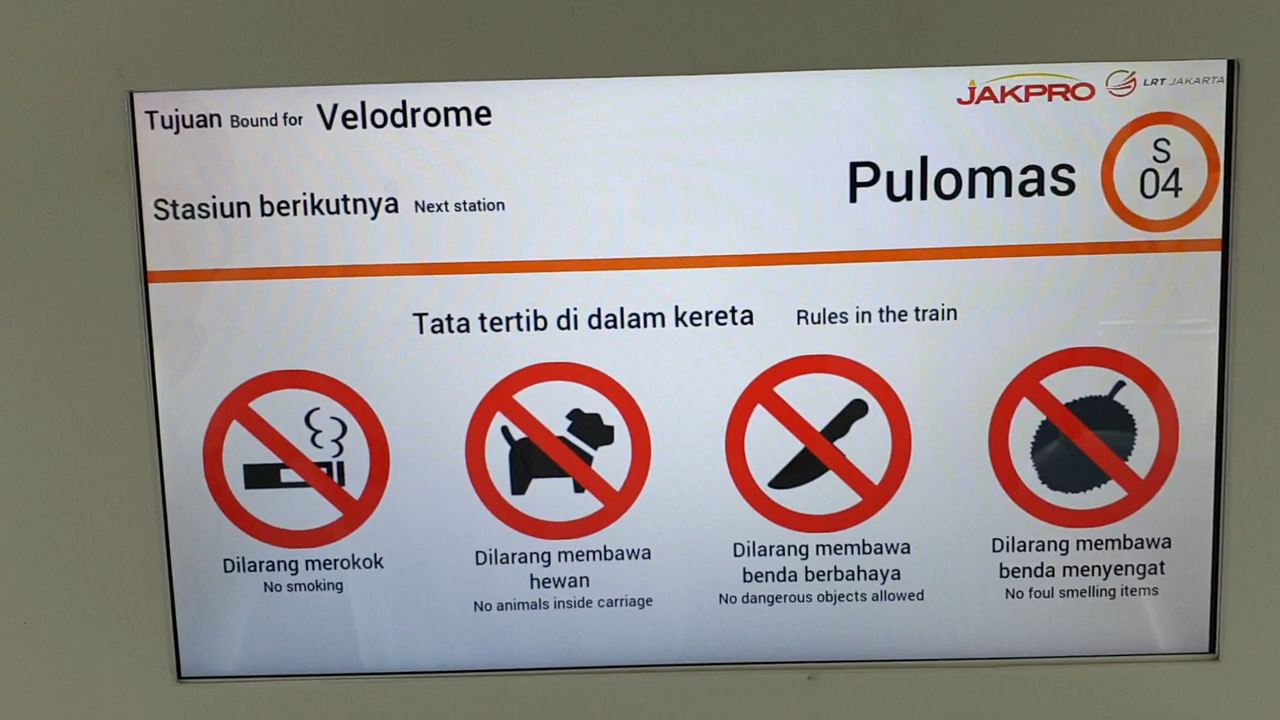 Tujuan Bound for Velodrome
JAKPRO LRT JAKARTA
Stasiun berikutnya Next station
Pulomas
S
04
Tata tertib di dalam kereta Rules in the train
Dilarang merokok
No smoking
Dilarang membawa
hewan
No animals inside carriage
Dilarang membawa
benda berbahaya
No dangerous objects allowed
Dilarang membawa
benda menyengat
No foul smelling items